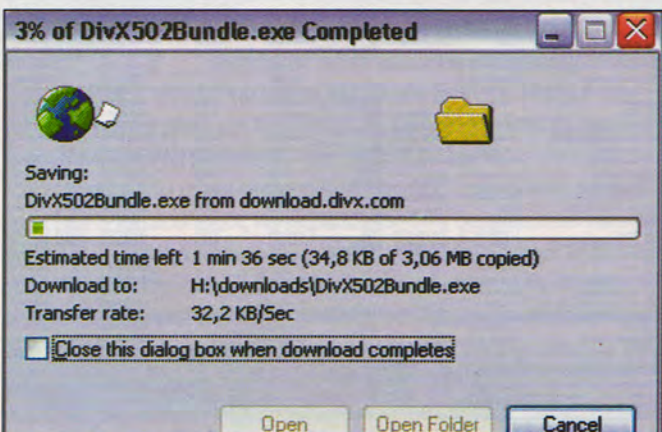 3% of DivX502Bundle.exe Completed
Saving:
DivX502Bundle.exe from download.divx.com
Estimated time left 1 min 36 sec (34,8 KB of 3,06 MB copied)
Download to: H:\downloads\DivX502Bundle.exe
Transfer rate: 32,2 KB/Sec
Close this dialog box when download completes
Open Open Folder Cancel